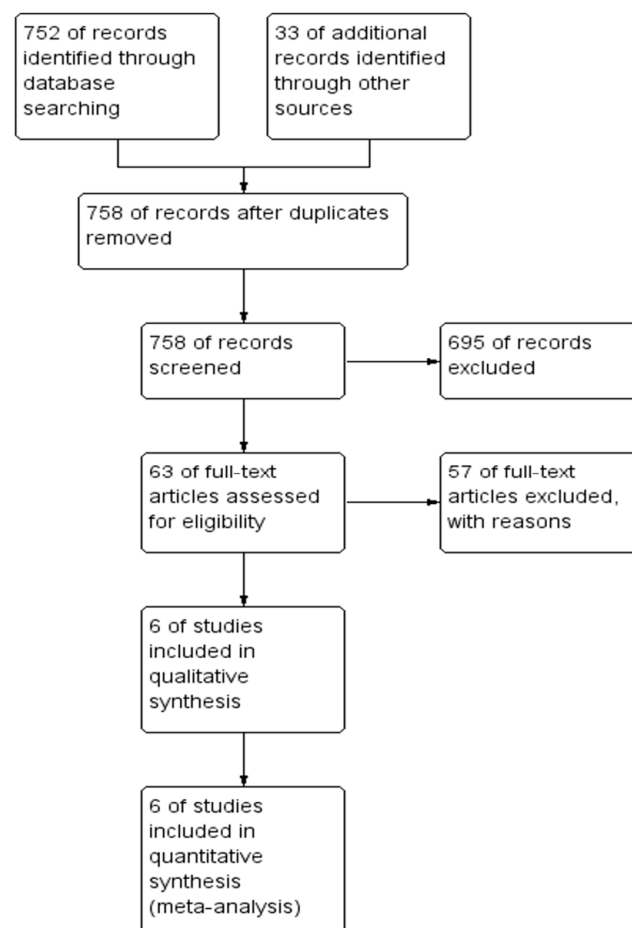 752 of records
identified through
database
searching
33 of additional
records identified
through other
sources
758 of records after duplicates
removed
758 of records
screened
695 of records
excluded
63 of full-text
articles assessed
for eligibility
57 of full-text
articles excluded,
with reasons
6 of studies
included in
qualitative
synthesis
6 of studies
included in
quantitative
synthesis
(meta-analysis)